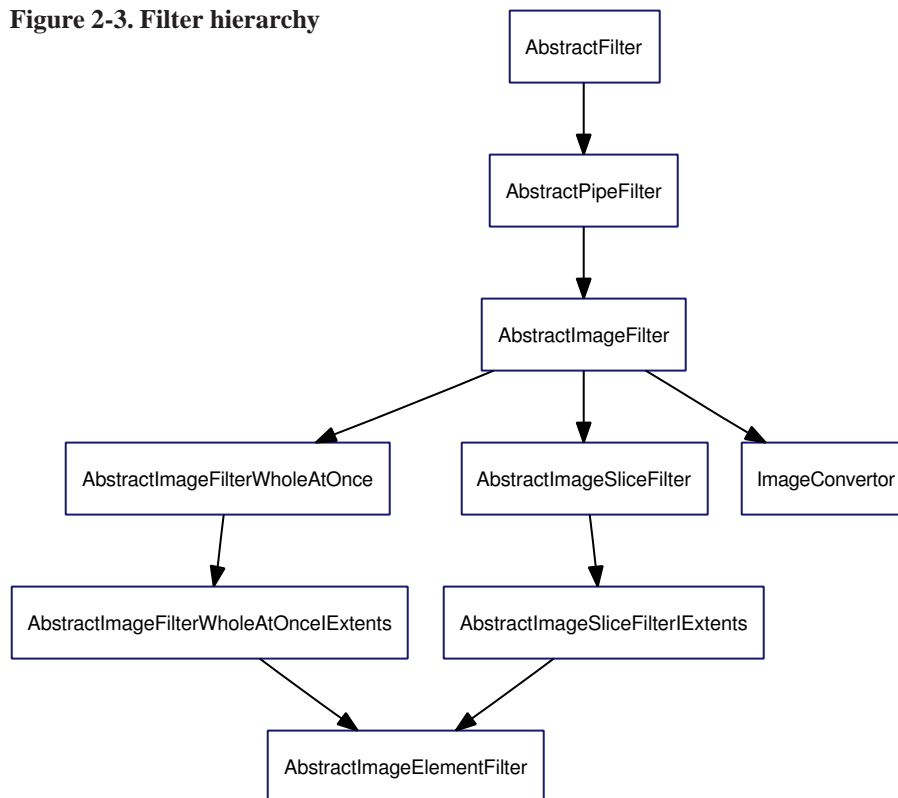 Figure 2-3. Filter hierarchy
AbstractFilter
AbstractPipeFilter
AbstractImageFilter
AbstractImageFilterWholeAtOnce
AbstractImageSliceFilter
ImageConvertor
AbstractImageFilterWholeAtOnceIExtents
AbstractImageSliceFilterIExtents
AbstractImageElementFilter